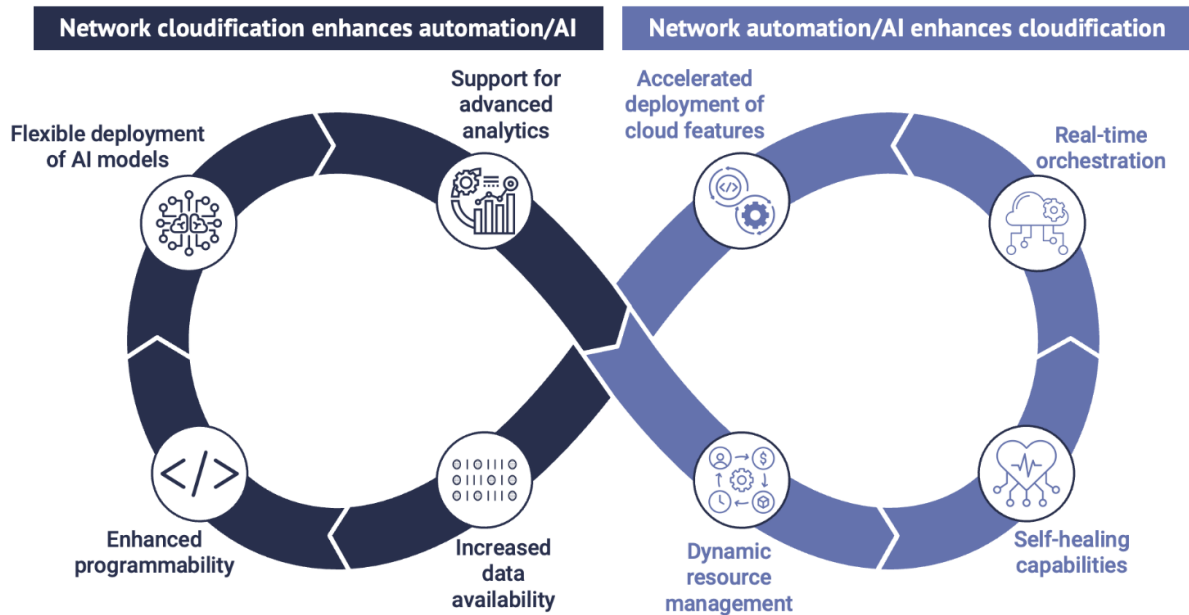 Network cloudification enhances automation/AI
Network automation/AI enhances cloudification
Support for
advanced
analytics
Flexible deployment
of AI models
Enhanced
programmability
Increased
data
availability
Accelerated
deployment of
cloud features
Real-time
orchestration
Dynamic
resource
management
Self-healing
capabilities